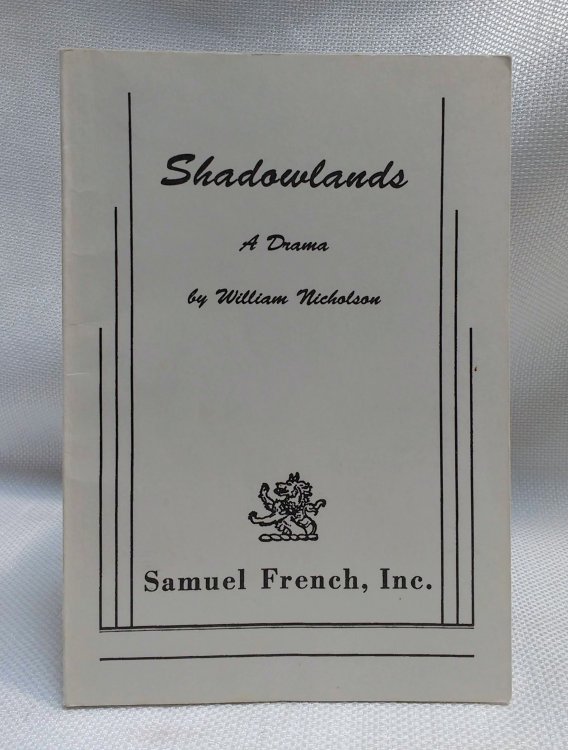 Shadowlands
A Drama
by William Nicholson
Samuel French, Inc.